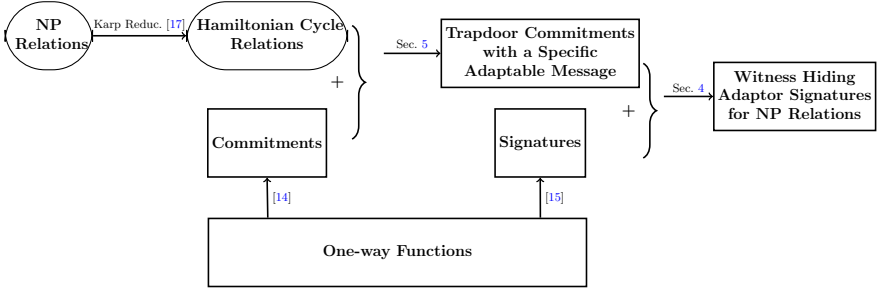 NP
Relations
Karp Reduc. [17]
Hamiltonian Cycle
Relations
+
Sec. 5
Trapdoor Commitments
with a Specific
Adaptable Message
+
Sec. 4
Witness Hiding
Adaptor Signatures
for NP Relations
Commitments
Signatures
[14]
[15]
One-way Functions